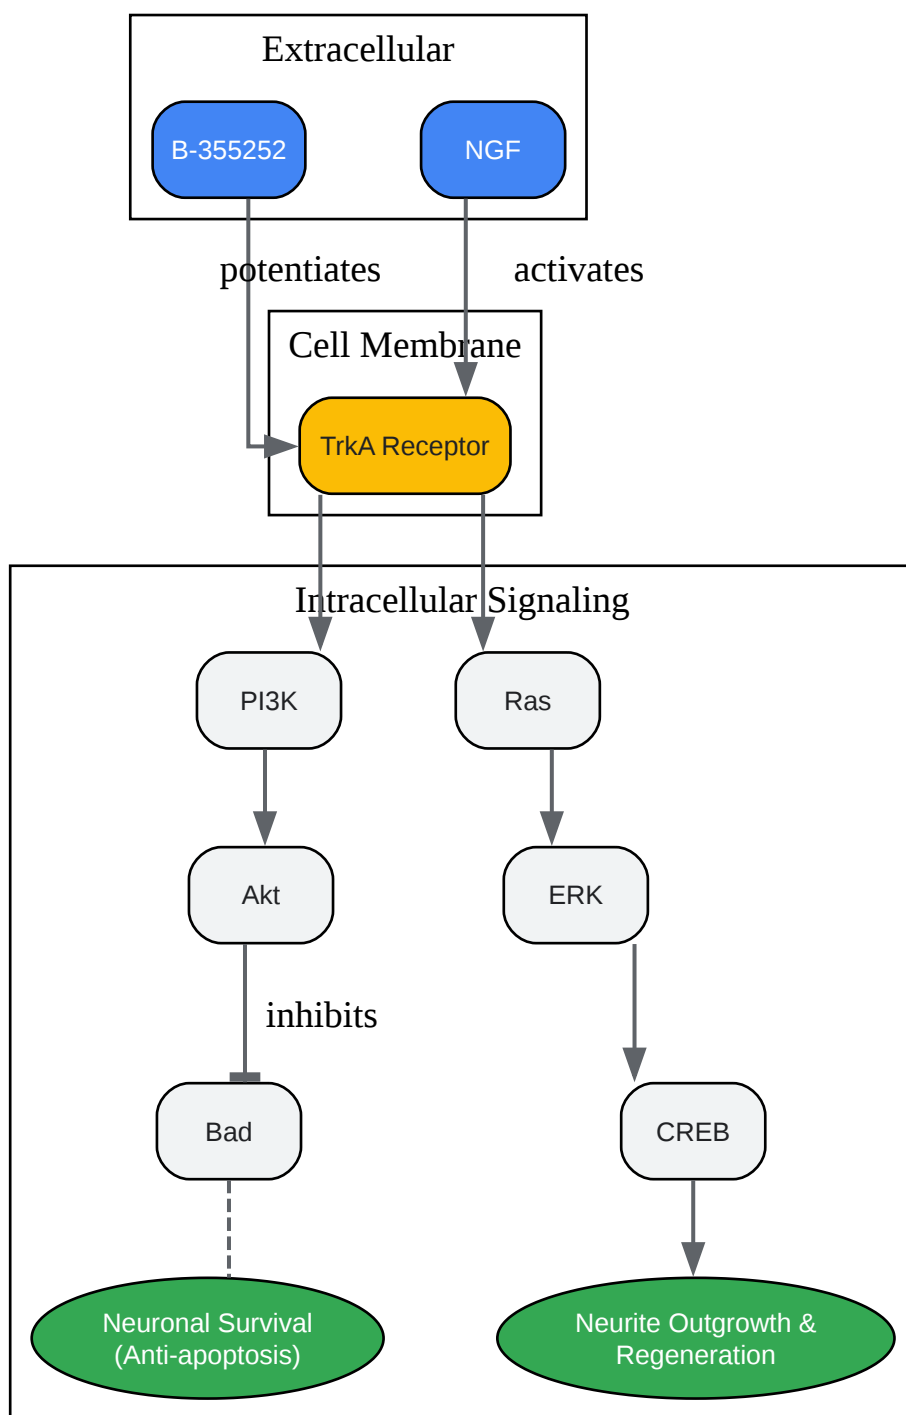 Extracellular
B-355252
NGF
potentiates
activates
Cell Membrane
TrkA Receptor
Intracellular Signaling
PI3K
Ras
Akt
ERK
inhibits
Bad
CREB
Neuronal Survival
(Anti-apoptosis)
Neurite Outgrowth &
Regeneration